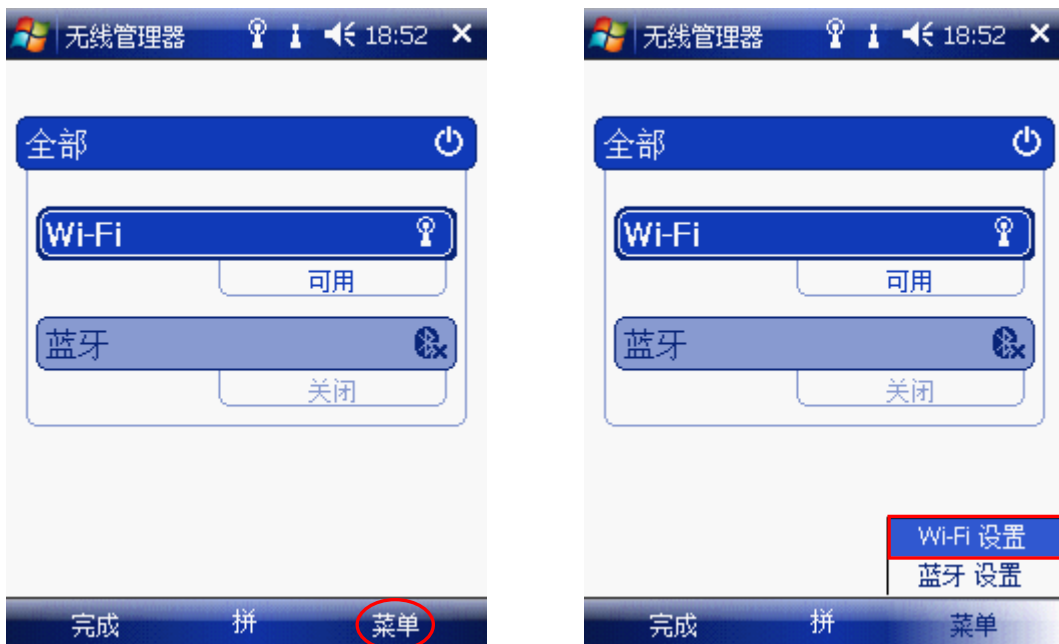 无线管理器 18:52
全部
Wi-Fi
可用
蓝牙
关闭
完成 拼 菜单
无线管理器 18:52
全部
Wi-Fi
可用
蓝牙
关闭
Wi-Fi 设置
蓝牙 设置
完成 拼 菜单